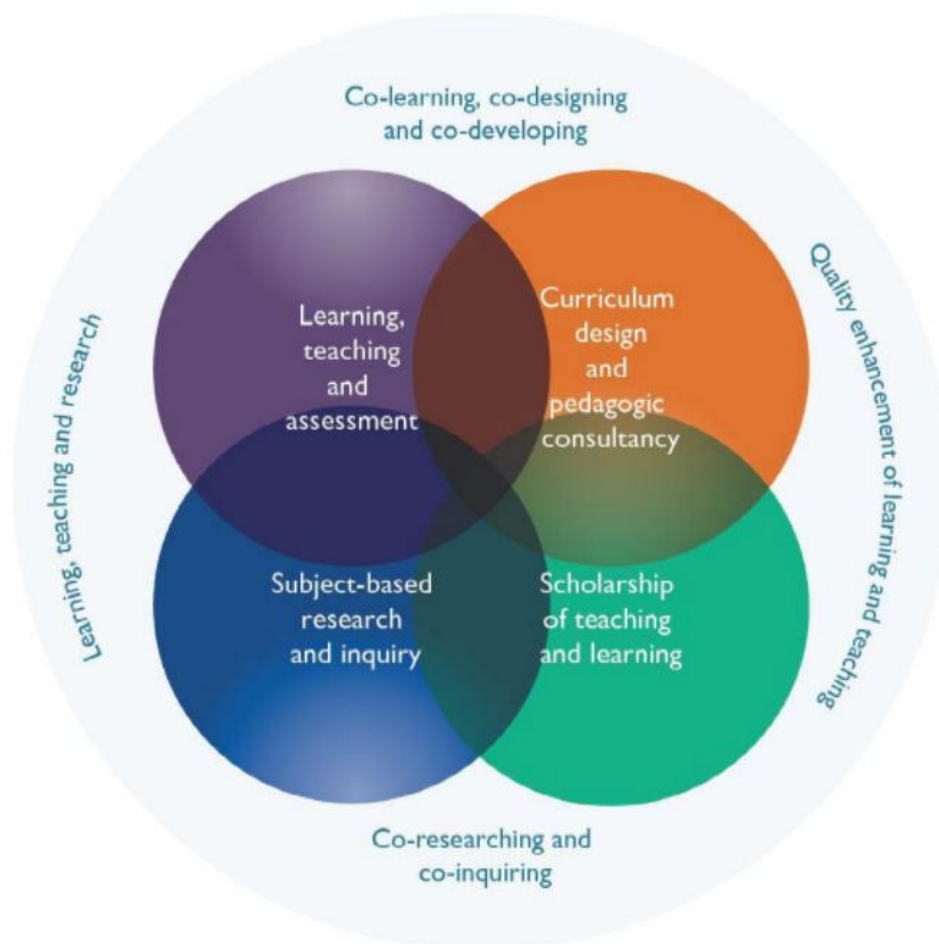 Co-learning, co-designing
and co-developing
Learning,
teaching
and
assessment
Curriculum
design
and
pedagogic
consultancy
Learning, teaching and research
Quality enhancement of learning and teaching
Subject-based
research
and inquiry
Scholarship
of teaching
and learning
Co-researching and
co-inquiring